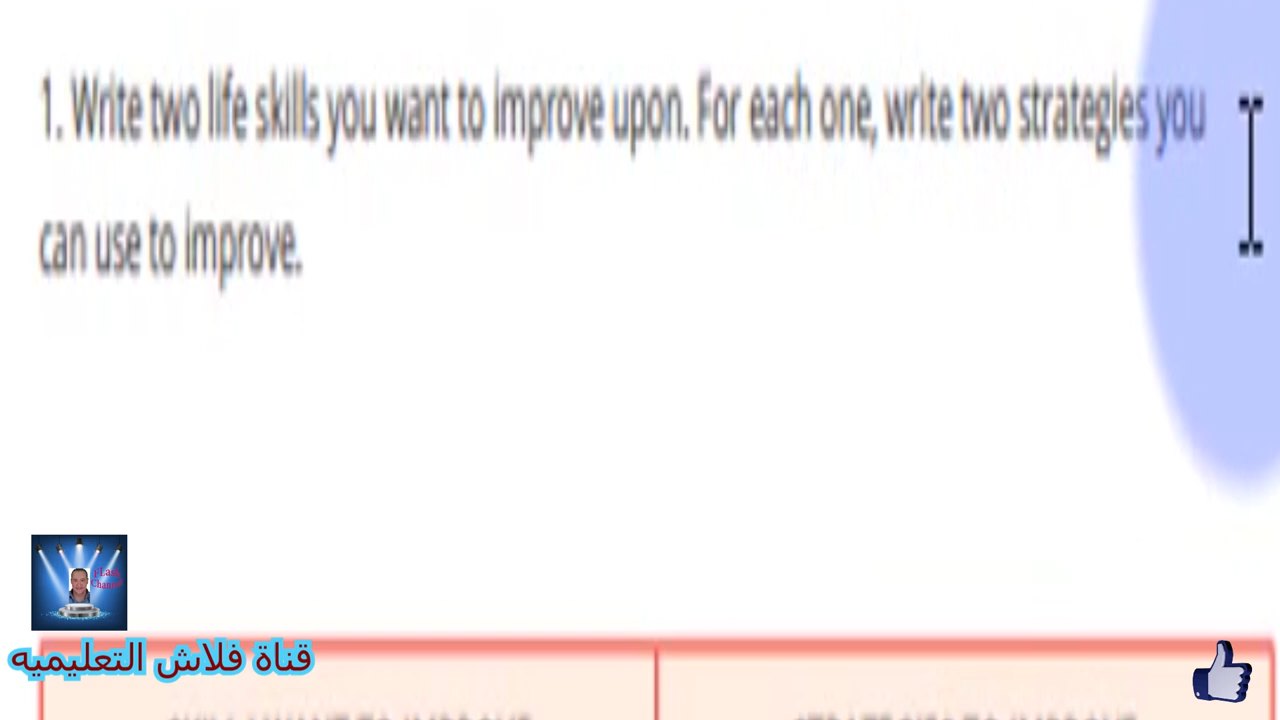 1. Write two life skills you want to improve upon. For each one, write two strategies you
can use to improve.
قناة فلاش التعليميه